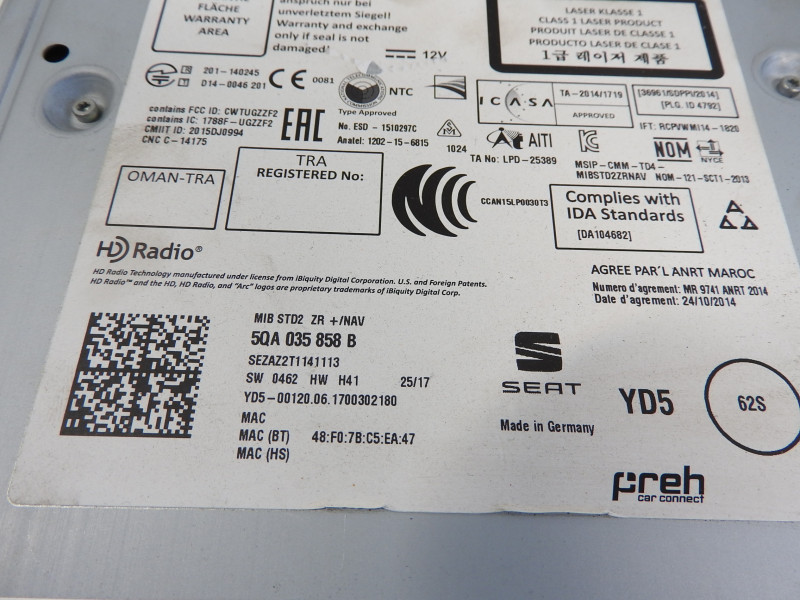 FLÄCHE
WARRANTY
AREA
anspruch nur bei
unverletztem Siegel!
Warranty and exchange
only if seal is not
damaged!
12V
LASER KLASSE 1
CLASS 1 LASER PRODUCT
PRODUIT LASER DE CLASSE 1
PRODUCTO LASER DE CLASE 1
1급 레이저 제품
201-140245
D14-0046 201
CE 0081
NTC
Type Approved
No. ESD - 1510297C
Anatel: 1202-15-6815
contains FCC ID: CWTUGZZF2
contains IC: 1788F-UGZZF2
CMIIT ID: 2015DJ0994
CNC C-14175
EAC
1024
ICASA
TA-2014/1719
APPROVED
[36961/SDPPI/2014]
[PLG. ID 4792]
IFT: RCPVWMI14-1828
AITI
TA No: LPD-25389
MSIP-CMM-TD4-
MIBSTD2ZRNAV
NOM
NYCE
NOM-121-SCT1-2013
OMAN-TRA
TRA
REGISTERED No:
CCAN15LP0030T3
Complies with
IDA Standards
[DA104682]
HD Radio®
HD Radio Technology manufactured under license from iBiquity Digital Corporation. U.S. and Foreign Patents.
HD Radio™ and the HD, HD Radio, and "Arc" logos are proprietary trademarks of iBiquity Digital Corp.
AGREE PAR'L ANRT MAROC
Numero d'agrement: MR 9741 ANRT 2014
Date d'agrement: 24/10/2014
MIB STD2 ZR +/NAV
5QA 035 858 B
SEZAZ2T1141113
SW 0462 HW H41 25/17
YD5-00120.06.1700302180
MAC
MAC (BT) 48:F0:7B:C5:EA:47
MAC (HS)
SEAT
Made in Germany
YD5
62S
preh
car connect